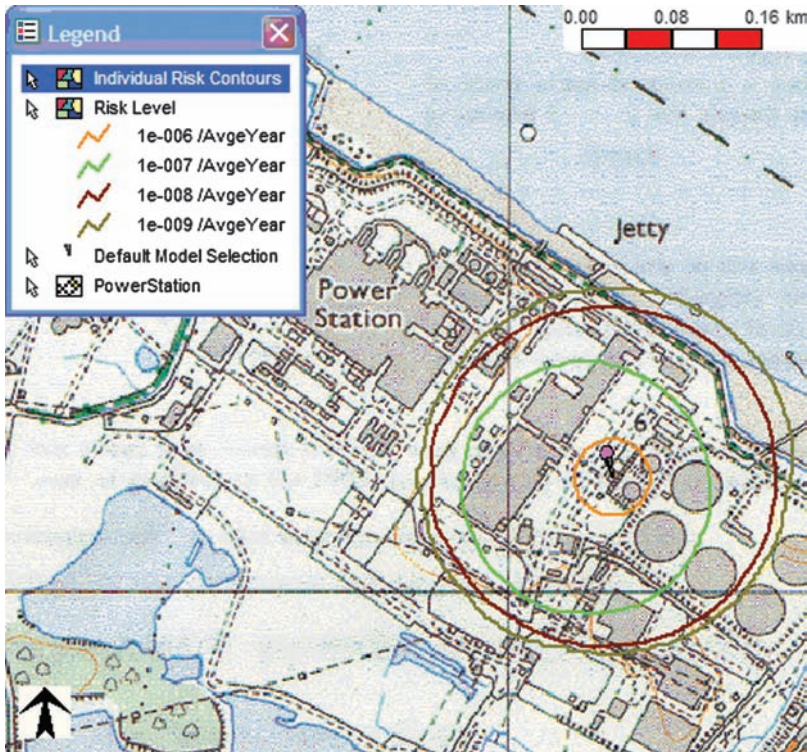 Legend
Individual Risk Contours
Risk Level
1e-006 /AvgeYear
1e-007 /AvgeYear
1e-008 /AvgeYear
1e-009 /AvgeYear
Default Model Selection
PowerStation
0.00 0.08 0.16 km
Jetty
Power
Station
6